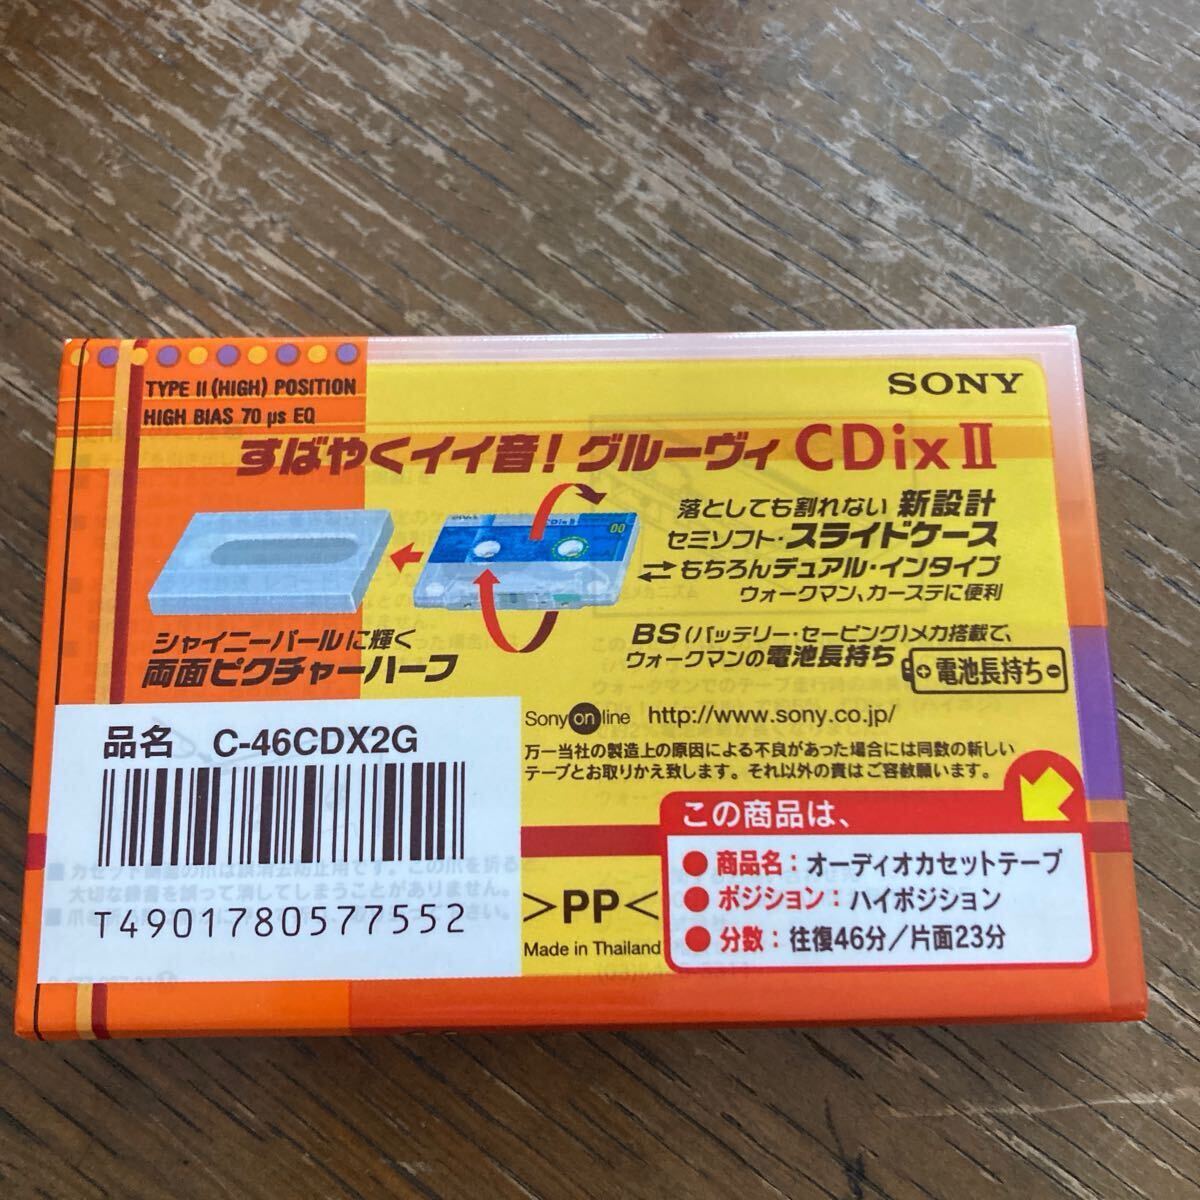 TYPE II (HIGH) POSITION
HIGH BIAS 70 µs EQ
SONY
すばやくイイ音! グルーヴィ CDixⅡ
落としても割れない 新設計
セミソフト・スライドケース
もちろんデュアル・インタイプ
ウォークマン、カーステに便利
シャイニーパールに輝く
両面ピクチャーハーフ
BS(バッテリー・セービング)メカ搭載で、
ウォークマンの電池長持ち
+電池長持ち-
Sony on line http://www.sony.co.jp/
万一当社の製造上の原因による不良があった場合には同数の新しい
テープとお取りかえ致します。それ以外の責はご容赦願います。
品名 C-46CDX2G
T4901780577552
>PP<
Made in Thailand
この商品は、
●商品名:オーディオカセットテープ
●ポジション:ハイポジション
●分数:往復46分/片面23分